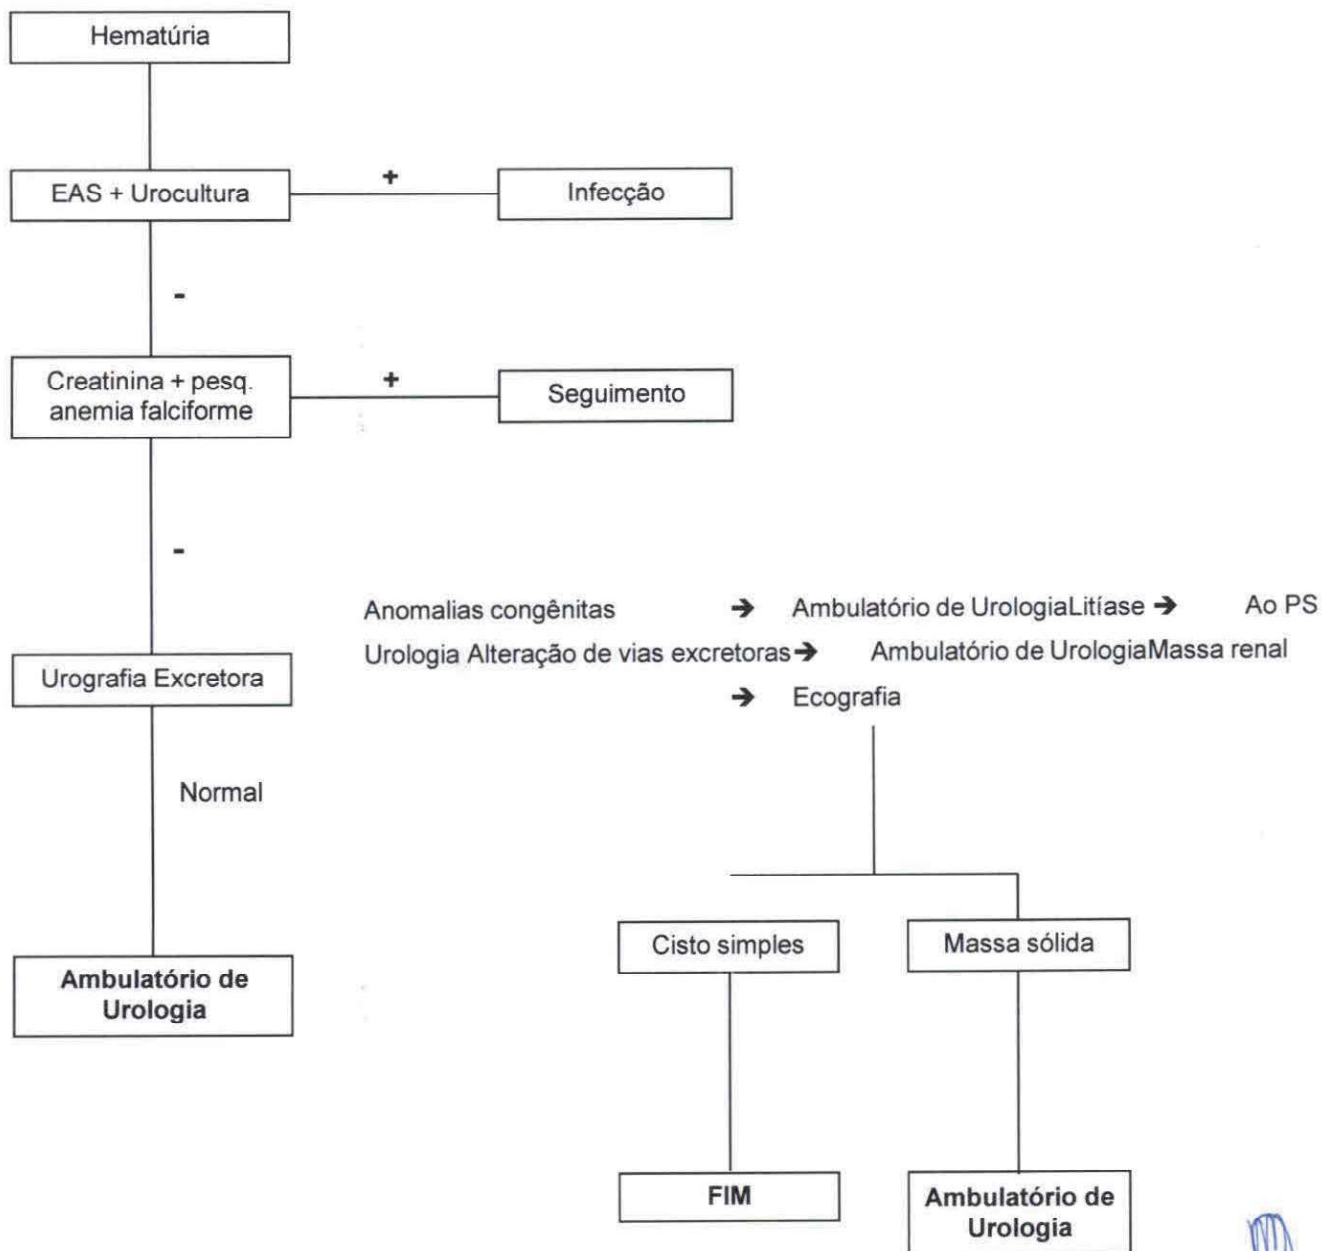 Hematúria
EAS + Urocultura
+
Infecção
-
Creatinina + pesq.
anemia falciforme
+
Seguimento
-
Anomalias congênitas ➔ Ambulatório de UrologiaLitíase ➔ Ao PS
Urologia Alteração de vias excretoras➔ Ambulatório de UrologiaMassa renal
➔ Ecografia
Urografia Excretora
Normal
Cisto simples
Massa sólida
Ambulatório de
Urologia
FIM
Ambulatório de
Urologia